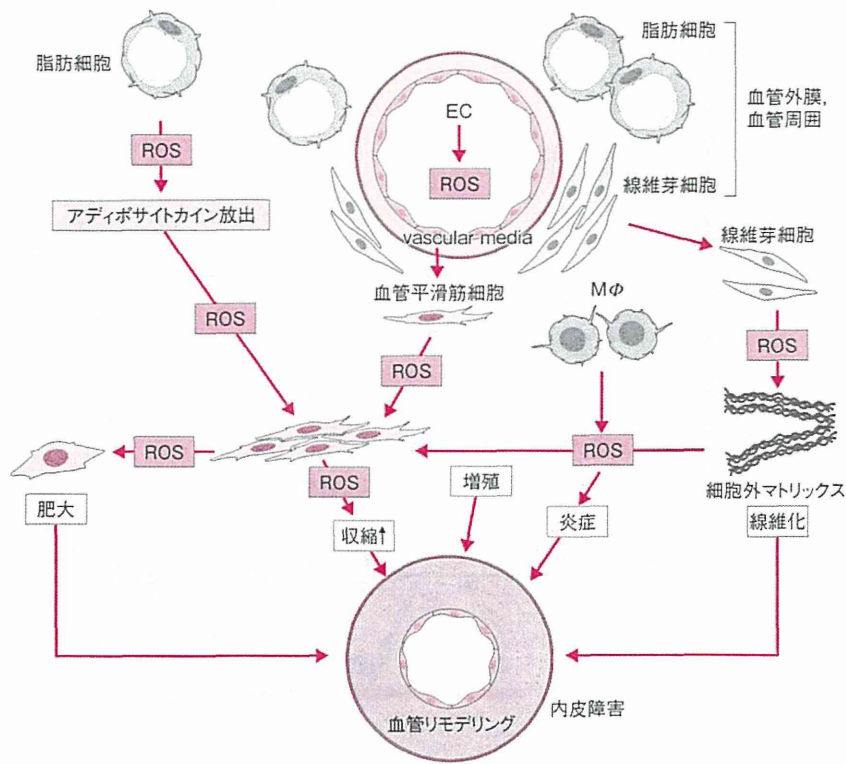 脂肪細胞
脂肪細胞
血管外膜,
血管周囲
EC
ROS
ROS
線維芽細胞
アディポサイトカイン放出
vascular media
線維芽細胞
血管平滑筋細胞
MΦ
ROS
ROS
ROS
ROS
ROS
ROS
細胞外マトリックス
肥大
増殖
収縮↑
炎症
線維化
血管リモデリング
内皮障害